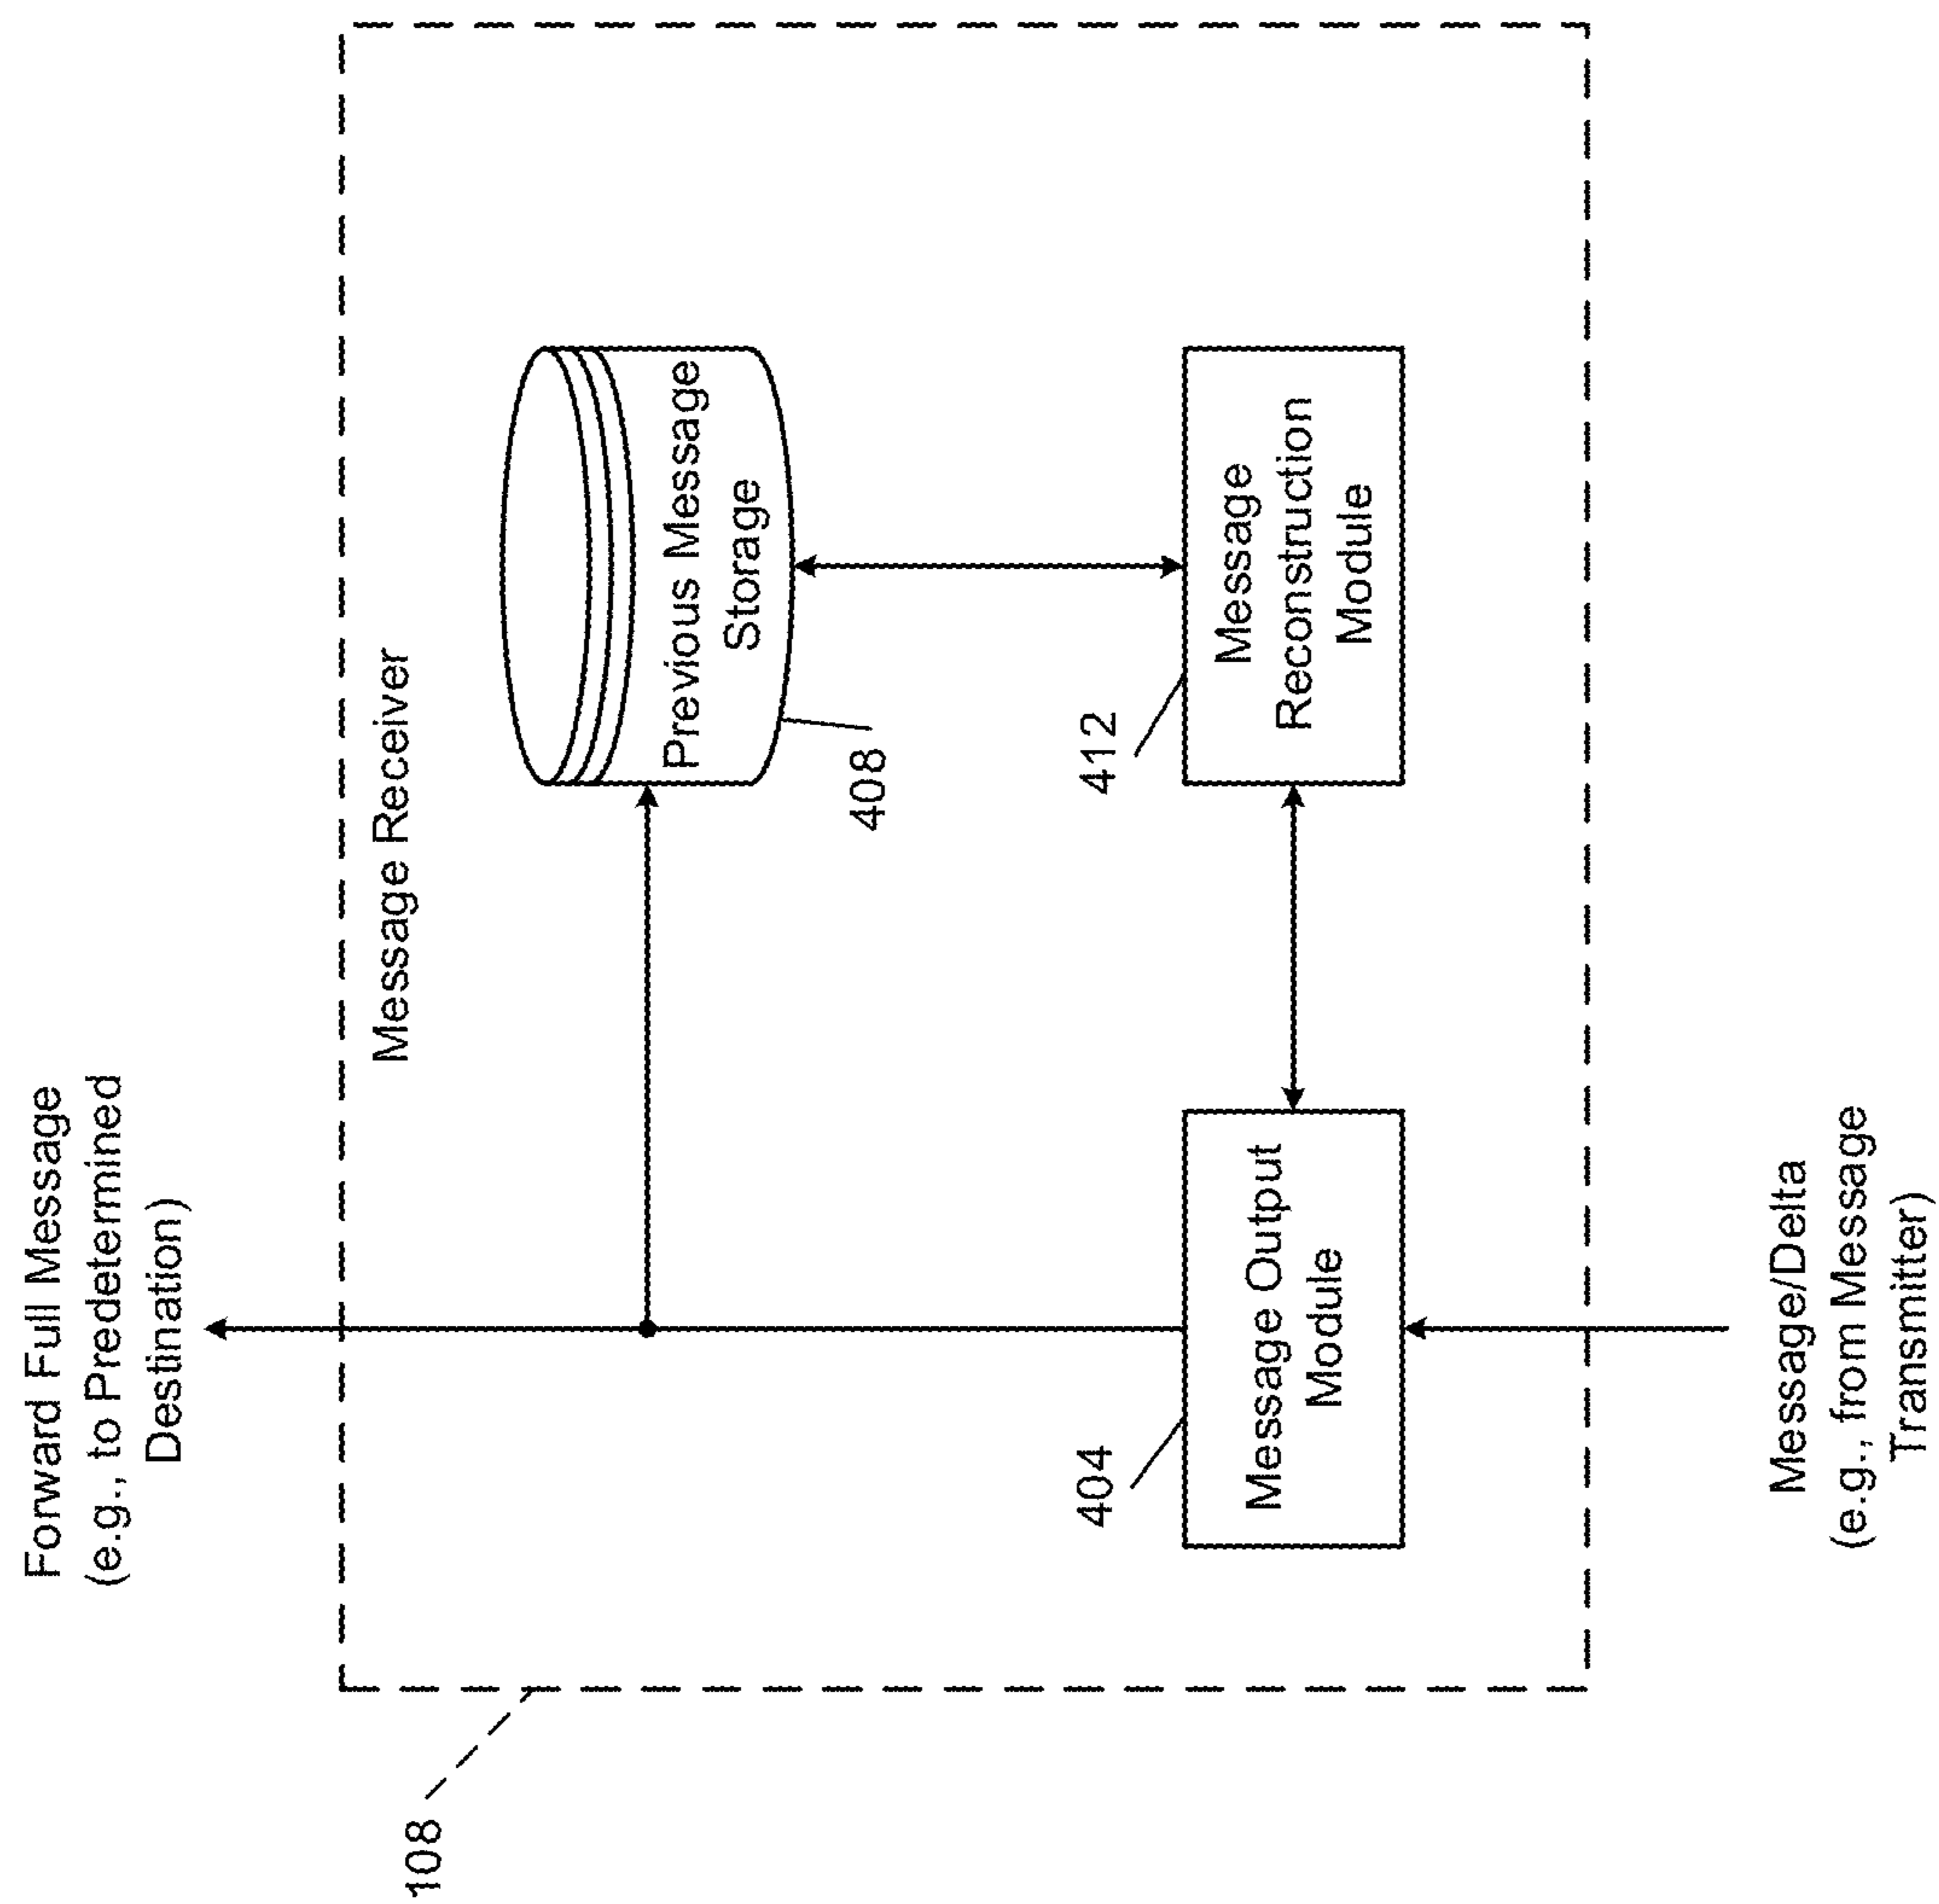 Forward Full Message
(e.g., to Predetermined
Destination)
108
Message Receiver
Previous Message
Storage
408
412
Message
Reconstruction
Module
404
Message Output
Module
Message/Delta
(e.g., from Message
Transmitter)